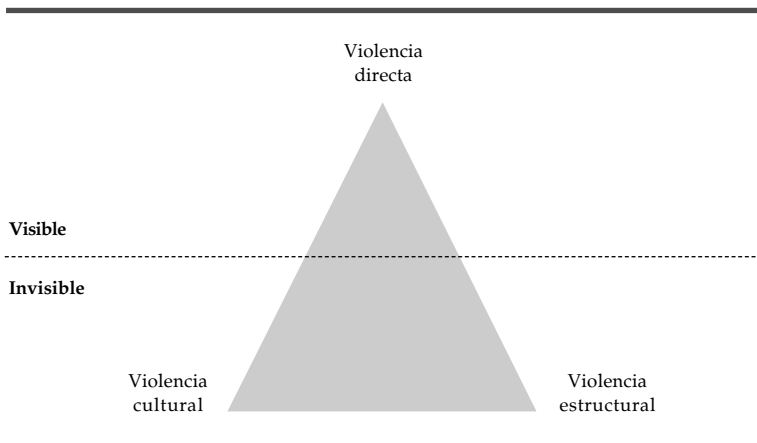 Violencia
directa
Visible
Invisible
Violencia
cultural
Violencia
estructural